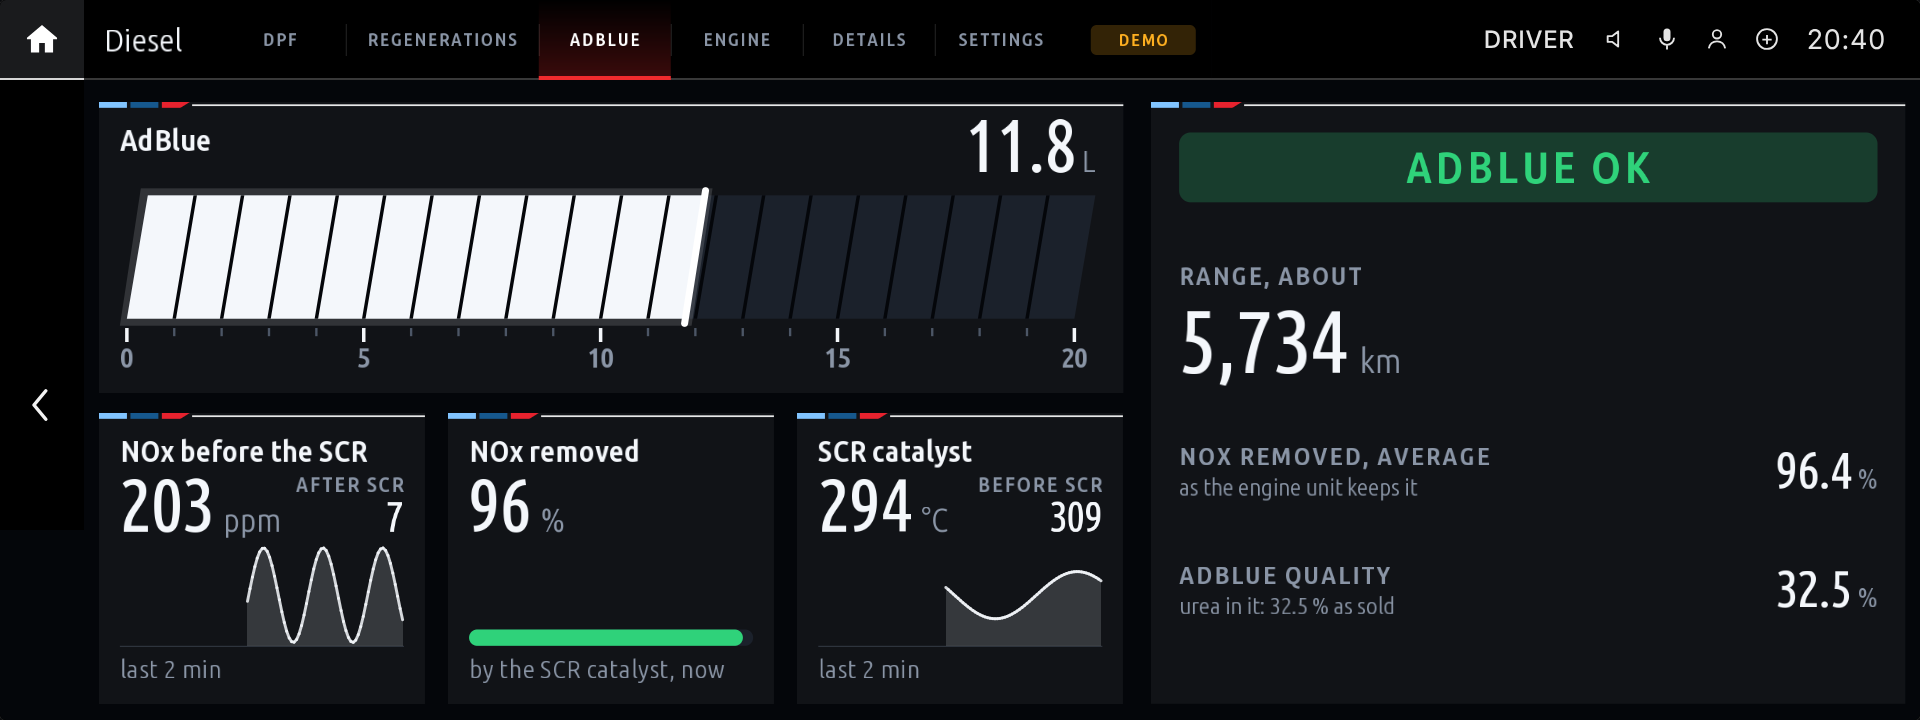 Diesel
DPF
REGENERATIONS
ADBLUE
ENGINE
DETAILS
SETTINGS
DEMO
DRIVER
20:40
AdBlue
11.8 L
0 5 10 15 20
NOx before the SCR
203 ppm
AFTER SCR
7
last 2 min
NOx removed
96 %
by the SCR catalyst, now
SCR catalyst
294 °C
BEFORE SCR
309
last 2 min
ADBLUE OK
RANGE, ABOUT
5,734 km
NOX REMOVED, AVERAGE
as the engine unit keeps it
96.4 %
ADBLUE QUALITY
urea in it: 32.5 % as sold
32.5 %